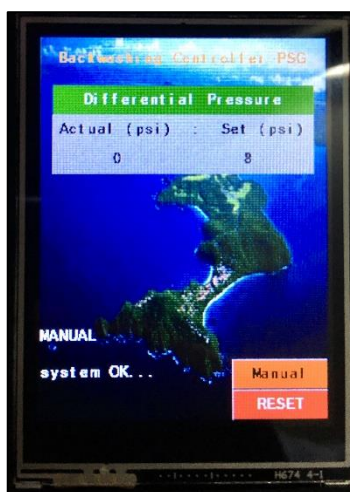 Backwashing Controller PSG
Differential Pressure
Actual (psi) : Set (psi)
0 8
MANUAL
system OK...
Manual
RESET
H674 4-1